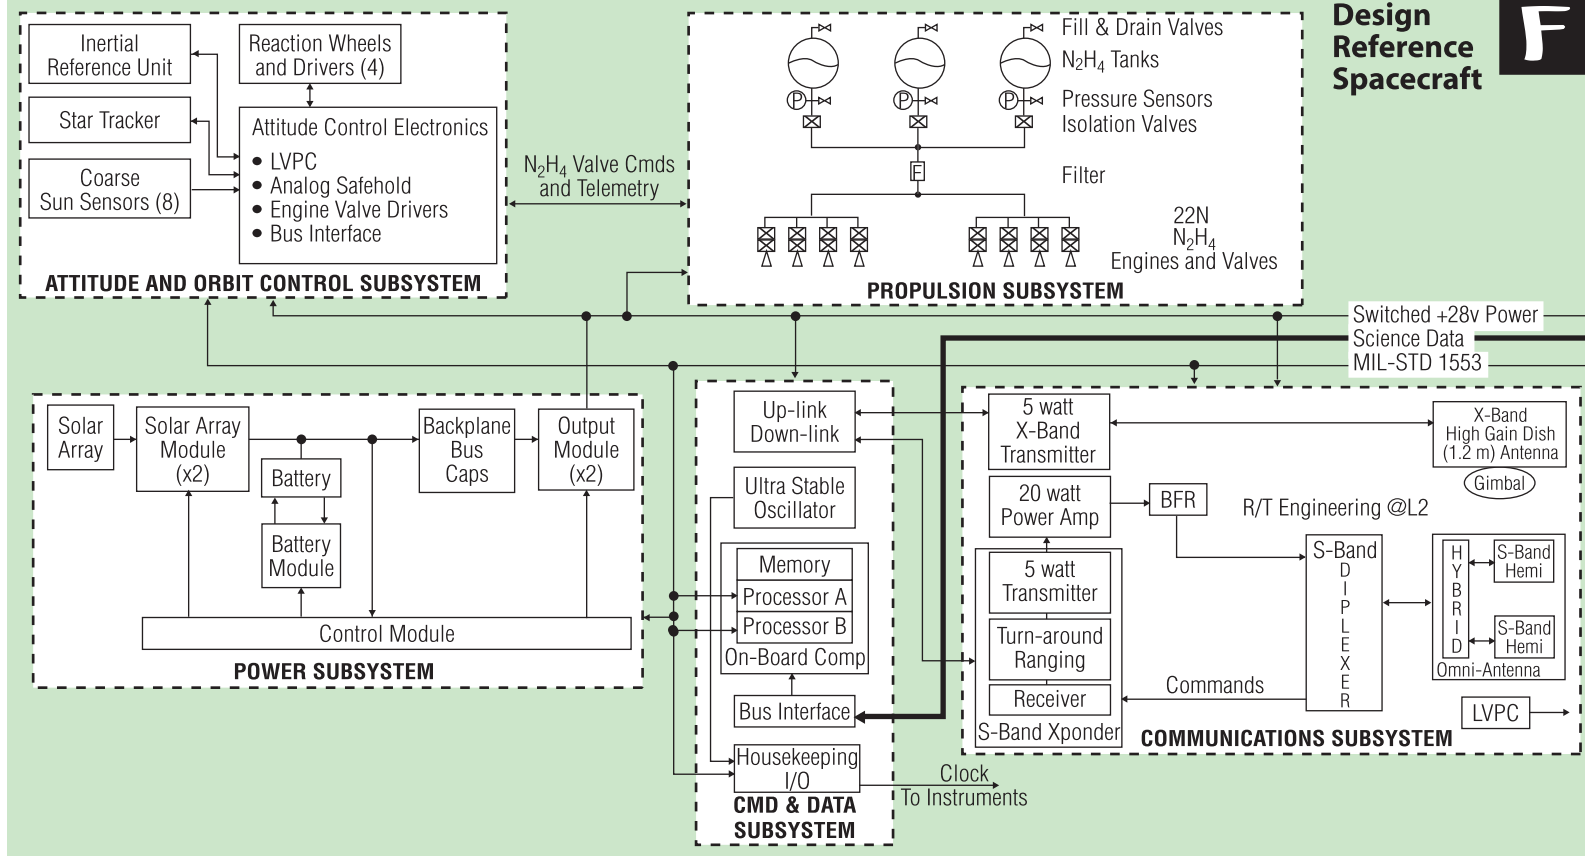 Design
Reference
Spacecraft
F
Inertial
Reference Unit
Reaction Wheels
and Drivers (4)
Star Tracker
Coarse
Sun Sensors (8)
Attitude Control Electronics
• LVPC
• Analog Safehold
• Engine Valve Drivers
• Bus Interface
ATTITUDE AND ORBIT CONTROL SUBSYSTEM
N2H4 Valve Cmds
and Telemetry
Fill & Drain Valves
N2H4 Tanks
P
P
P
Pressure Sensors
Isolation Valves
F
Filter
22N
N2H4
Engines and Valves
PROPULSION SUBSYSTEM
Switched +28v Power
Science Data
MIL-STD 1553
Solar
Array
Solar Array
Module
(x2)
Battery
Battery
Module
Backplane
Bus
Caps
Output
Module
(x2)
Control Module
POWER SUBSYSTEM
Up-link
Down-link
Ultra Stable
Oscillator
Memory
Processor A
Processor B
On-Board Comp
Bus Interface
Housekeeping
I/O
CMD & DATA
SUBSYSTEM
Clock
To Instruments
5 watt
X-Band
Transmitter
X-Band
High Gain Dish
(1.2 m) Antenna
Gimbal
20 watt
Power Amp
BFR
R/T Engineering @L2
5 watt
Transmitter
Turn-around
Ranging
Receiver
S-Band Xponder
Commands
S-Band
DIPLEXER
HYBRID
S-Band
Hemi
S-Band
Hemi
Omni-Antenna
LVPC
COMMUNICATIONS SUBSYSTEM